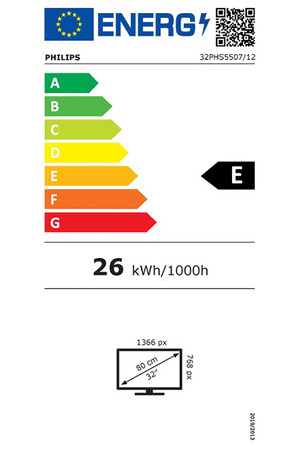 ENERG
PHILIPS 32PHS5507/12
A
B
C
D
E
E
F
G
26 kWh/1000h
1366 px
80 cm
32"
768 px
2019/2013